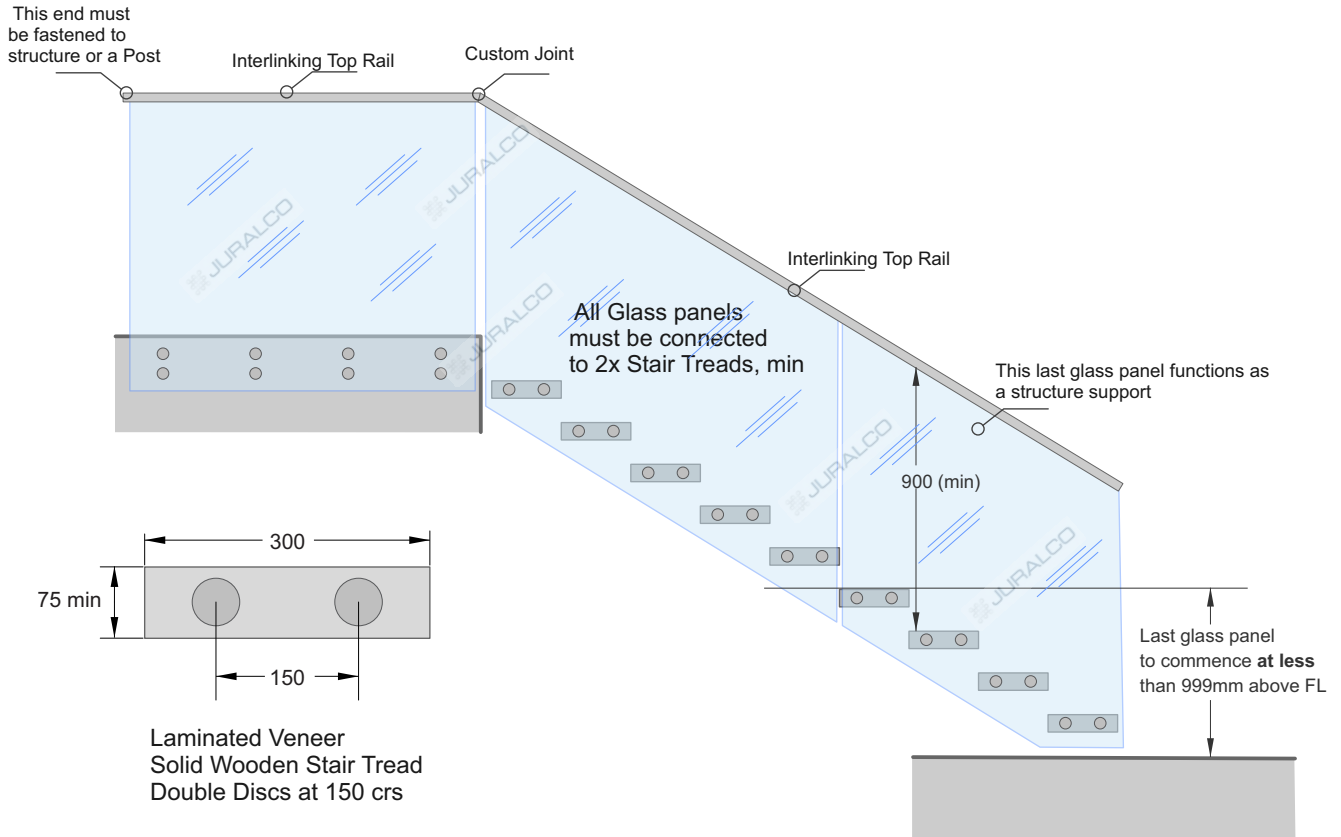 This end must
be fastened to
structure or a Post
Interlinking Top Rail
Custom Joint
JURALCO
JURALCO
JURALCO
Interlinking Top Rail
All Glass panels
must be connected
to 2x Stair Treads, min
This last glass panel functions as
a structure support
JURALCO
900 (min)
JURALCO
300
75 min
150
Last glass panel
to commence at less
than 999mm above FL
Laminated Veneer
Solid Wooden Stair Tread
Double Discs at 150 crs